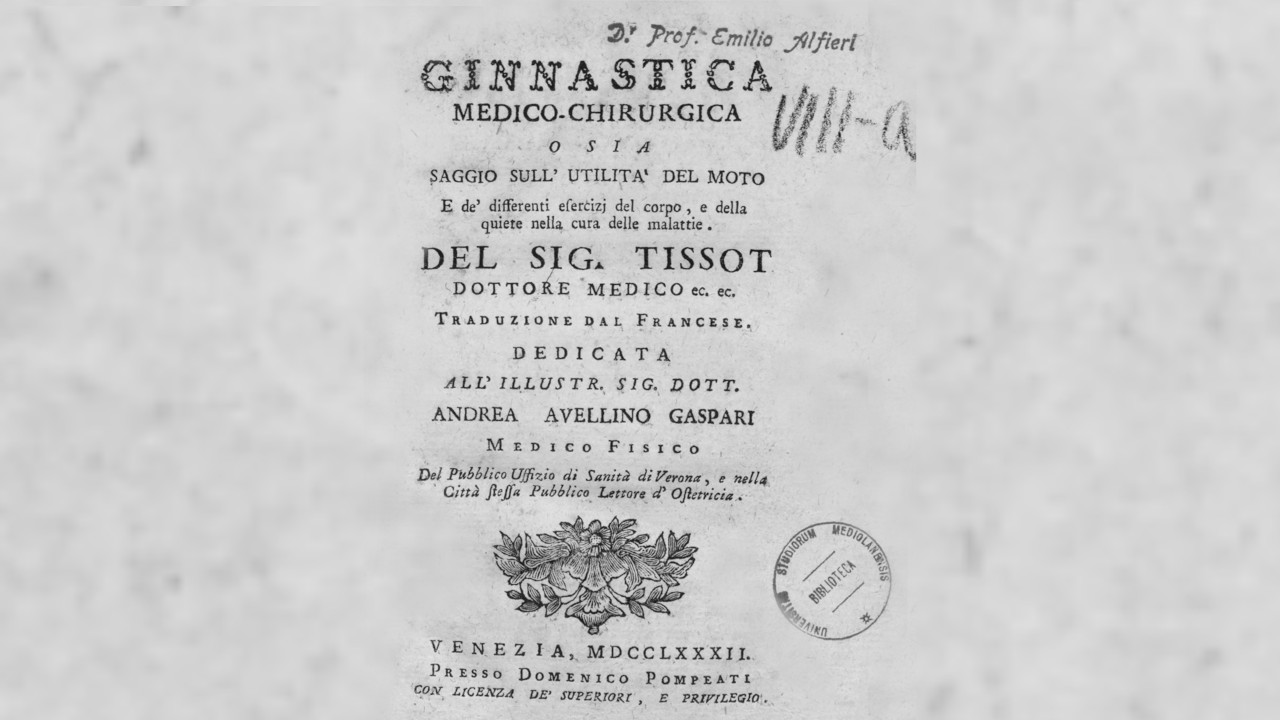 Dr. Prof. Emilio Alfieri
GINNASTICA
MEDICO-CHIRURGICA
O SIA
SAGGIO SULL' UTILITA' DEL MOTO
E de' differenti eſercizj del corpo, e della
quiete nella cura delle malattie.
DEL SIG. TISSOT
DOTTORE MEDICO ec. ec.
TRADUZIONE DAL FRANCESE.
DEDICATA
ALL' ILLUSTR. SIG. DOTT.
ANDREA AVELLINO GASPARI
MEDICO FISICO
Del Pubblico Uffizio di Sanità di Verona, e nella
Città ſteſſa Pubblico Lettore d' Oſtetricia.
UNIVERSITAS STUDIORUM MEDIOLANENSIS
BIBLIOTECA
VENEZIA, MDCCLXXXII.
PRESSO DOMENICO POMPEATI
CON LICENZA DE' SUPERIORI, E PRIVILEGIO.